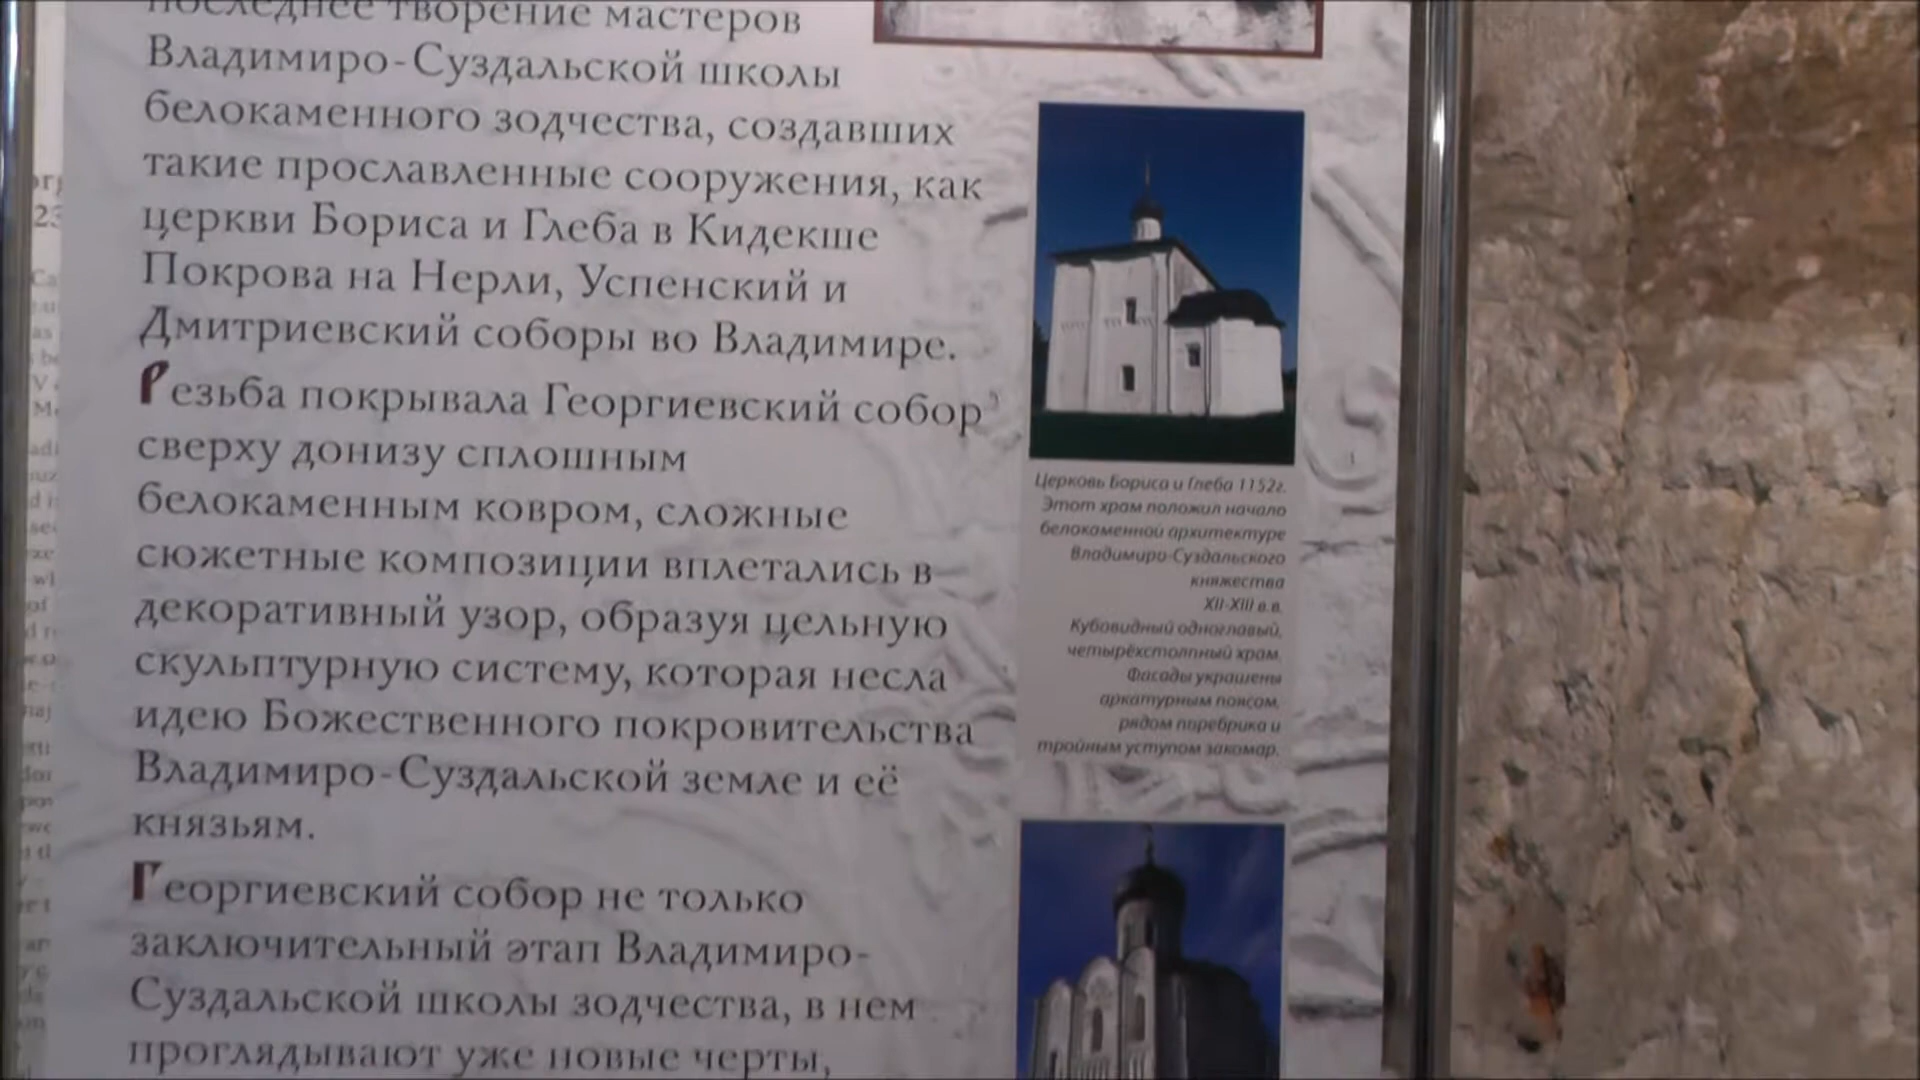 последнее творение мастеров
Владимиро-Суздальской школы
белокаменного зодчества, создавших
такие прославленные сооружения, как
церкви Бориса и Глеба в Кидекше
Покрова на Нерли, Успенский и
Дмитриевский соборы во Владимире.
Резьба покрывала Георгиевский собор
сверху донизу сплошным
белокаменным ковром, сложные
сюжетные композиции вплетались в
декоративный узор, образуя цельную
скульптурную систему, которая несла
идею Божественного покровительства
Владимиро-Суздальской земле и её
князьям.
Георгиевский собор не только
заключительный этап Владимиро-
Суздальской школы зодчества, в нем
проглядывают уже новые черты,
Церковь Бориса и Глеба 1152г.
Этот храм положил начало
белокаменной архитектуре
Владимиро-Суздальского
княжества
XII-XIII в.в.
Кубовидный одноглавый,
четырёхстолпный храм.
Фасады украшены
аркатурным поясом,
рядом поребрика и
тройным уступом закомар.